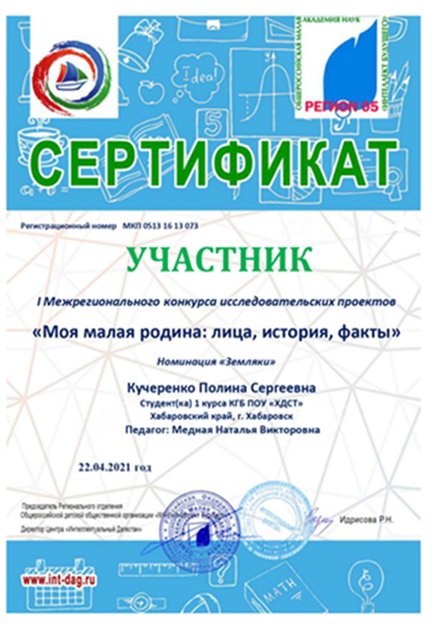 ОБЩЕРОССИЙСКАЯ МАЛАЯ
АКАДЕМИЯ НАУК
«ИНТЕЛЛЕКТ БУДУЩЕГО»
РЕГИОН 05
Idea!
СЕРТИФИКАТ
Регистрационный номер МКП 0513 16 13 073
УЧАСТНИК
I Межрегионального конкурса исследовательских проектов
«Моя малая родина: лица, история, факты»
Номинация «Земляки»
Кучеренко Полина Сергеевна
Студент(ка) 1 курса КГБ ПОУ «ХДСТ»
Хабаровский край, г. Хабаровск
Педагог: Медная Наталья Викторовна
22.04.2021 год
Председатель Регионального отделения
Общероссийской детской общественной организации
Директор Центра «Интеллектуальный Дагестан»
Идрисова Р.Н.
www.int-dag.ru
MATH